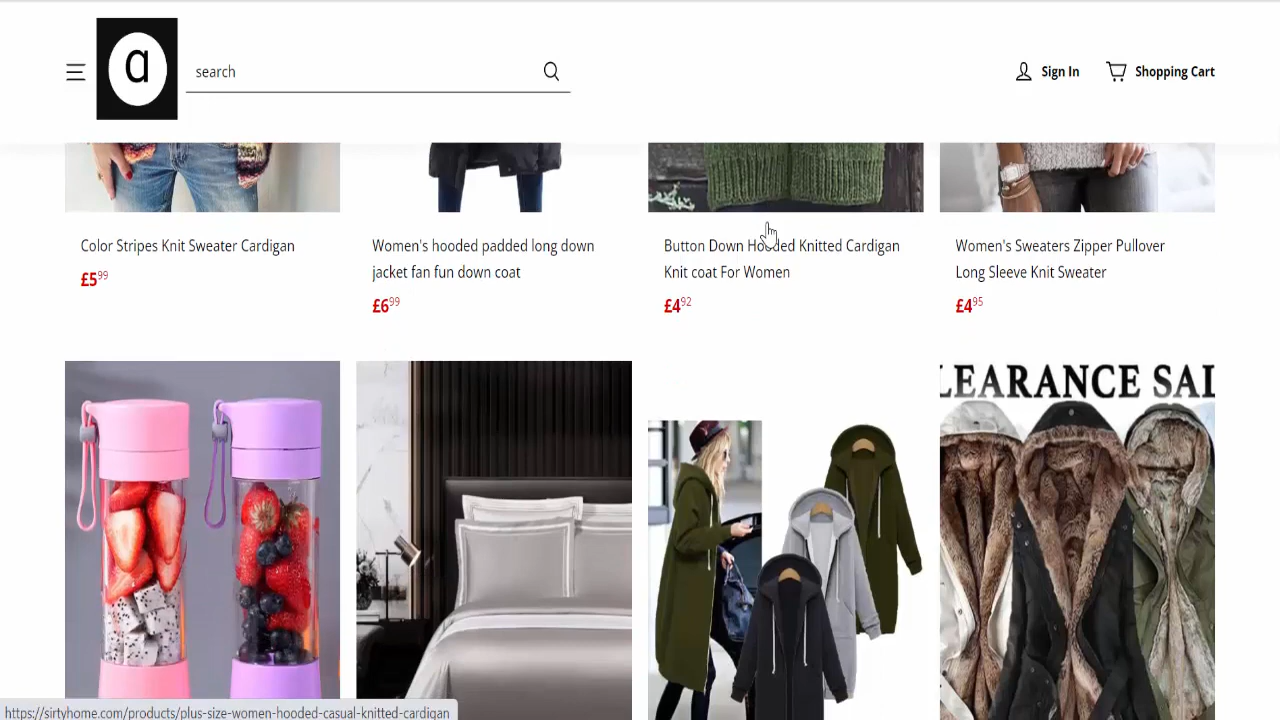 a
search
Sign In
Shopping Cart
Color Stripes Knit Sweater Cardigan
£5 99
Women's hooded padded long down
jacket fan fun down coat
£6 99
Button Down Hooded Knitted Cardigan
Knit coat For Women
£4 92
Women's Sweaters Zipper Pullover
Long Sleeve Knit Sweater
£4 95
LEARANCE SAL
https://sirtyhome.com/products/plus-size-women-hooded-casual-knitted-cardigan